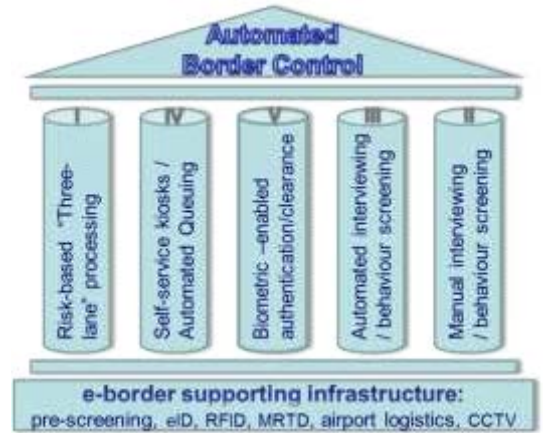 Automated
Border Control
I
Risk-based "Three-
lane" processing
IV
Self-service kiosks /
Automated Queuing
V
Biometric –enabled
authentication/clearance
III
Automated interviewing
/ behaviour screening
II
Manual interviewing
/ behaviour screening
e-border supporting infrastructure:
pre-screening, eID, RFID, MRTD, airport logistics, CCTV